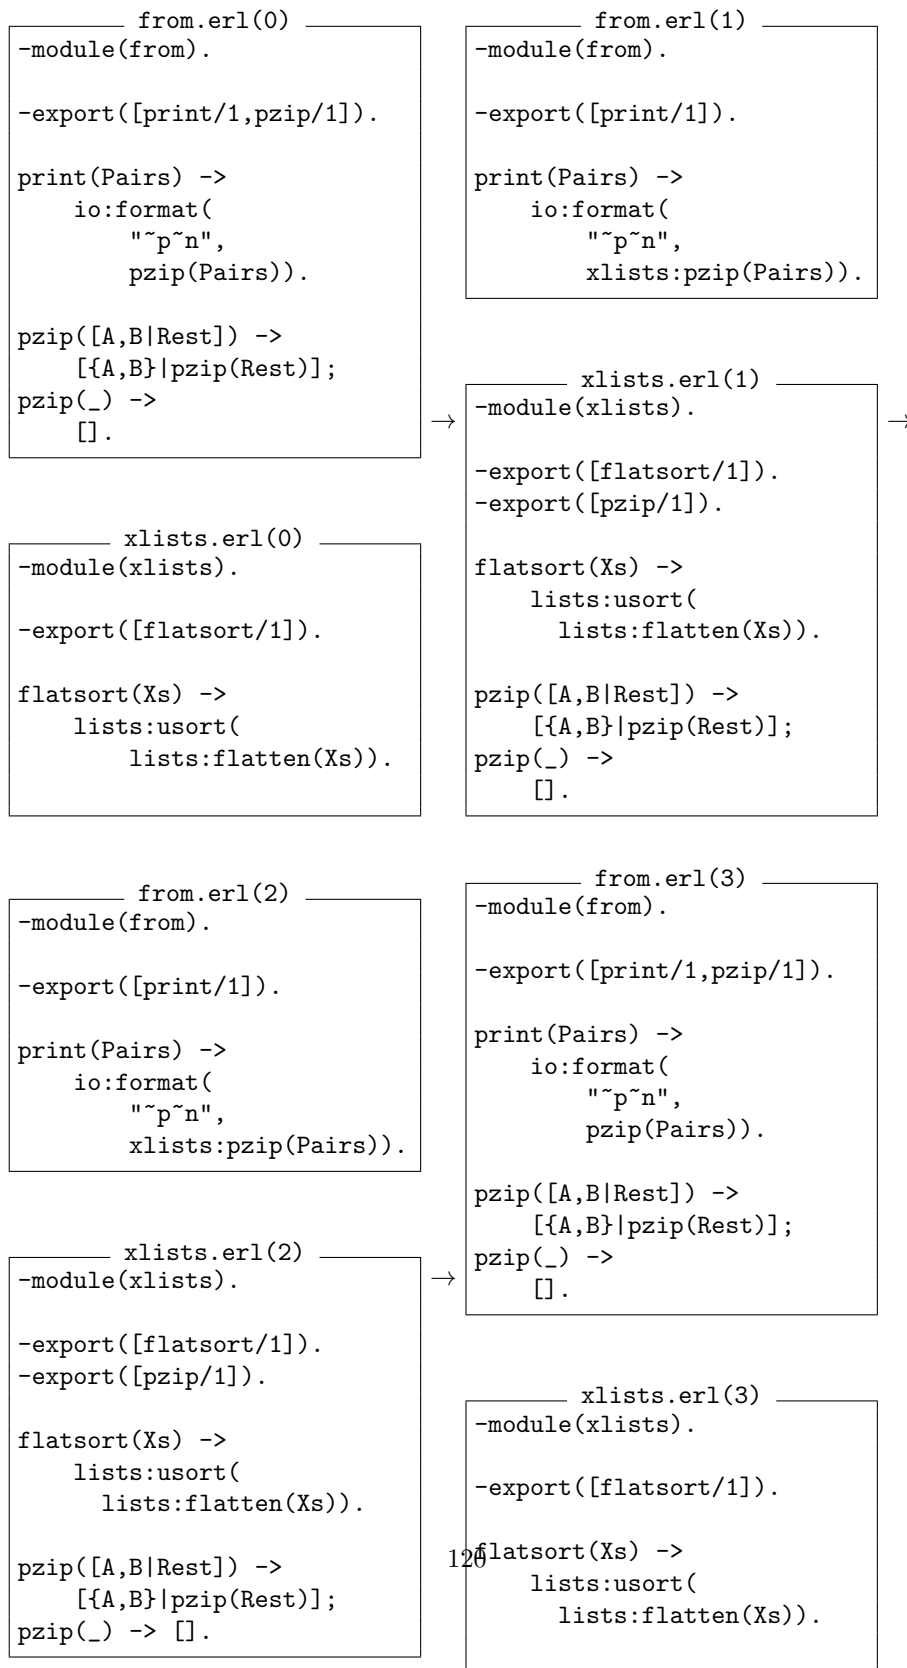 from.erl(0)
-module(from).
-export([print/1,pzip/1]).
print(Pairs) ->
    io:format(
        "~p~n",
        pzip(Pairs)).
pzip([A,B|Rest]) ->
    [{A,B}|pzip(Rest)];
pzip(_) ->
    [].
xlists.erl(0)
-module(xlists).
-export([flatsort/1]).
flatsort(Xs) ->
    lists:usort(
        lists:flatten(Xs)).
→
from.erl(1)
-module(from).
-export([print/1]).
print(Pairs) ->
    io:format(
        "~p~n",
        xlists:pzip(Pairs)).
xlists.erl(1)
-module(xlists).
-export([flatsort/1]).
-export([pzip/1]).
flatsort(Xs) ->
    lists:usort(
      lists:flatten(Xs)).
pzip([A,B|Rest]) ->
    [{A,B}|pzip(Rest)];
pzip(_) ->
    [].
→
from.erl(2)
-module(from).
-export([print/1]).
print(Pairs) ->
    io:format(
        "~p~n",
        xlists:pzip(Pairs)).
xlists.erl(2)
-module(xlists).
-export([flatsort/1]).
-export([pzip/1]).
flatsort(Xs) ->
    lists:usort(
      lists:flatten(Xs)).
pzip([A,B|Rest]) ->
    [{A,B}|pzip(Rest)];
pzip(_) -> [].
→
from.erl(3)
-module(from).
-export([print/1,pzip/1]).
print(Pairs) ->
    io:format(
        "~p~n",
        pzip(Pairs)).
pzip([A,B|Rest]) ->
    [{A,B}|pzip(Rest)];
pzip(_) ->
    [].
xlists.erl(3)
-module(xlists).
-export([flatsort/1]).
flatsort(Xs) ->
    lists:usort(
      lists:flatten(Xs)).